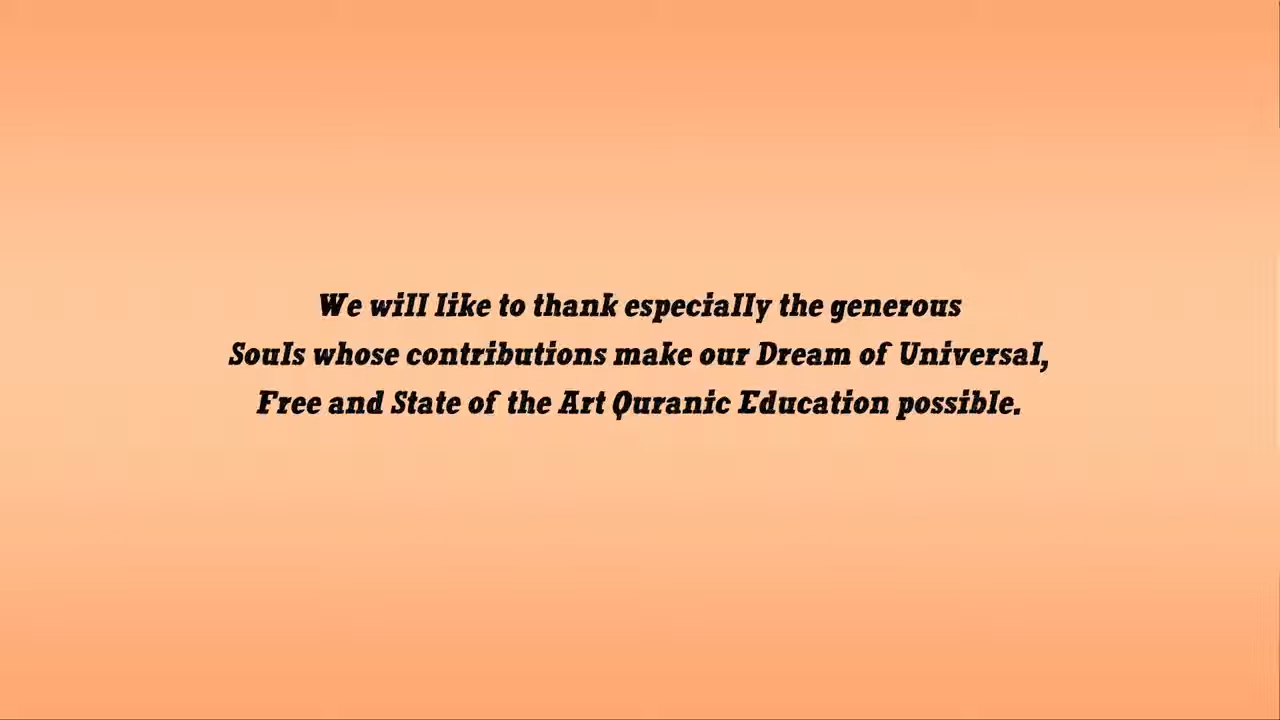 We will like to thank especially the generous
Souls whose contributions make our Dream of Universal,
Free and State of the Art Quranic Education possible.